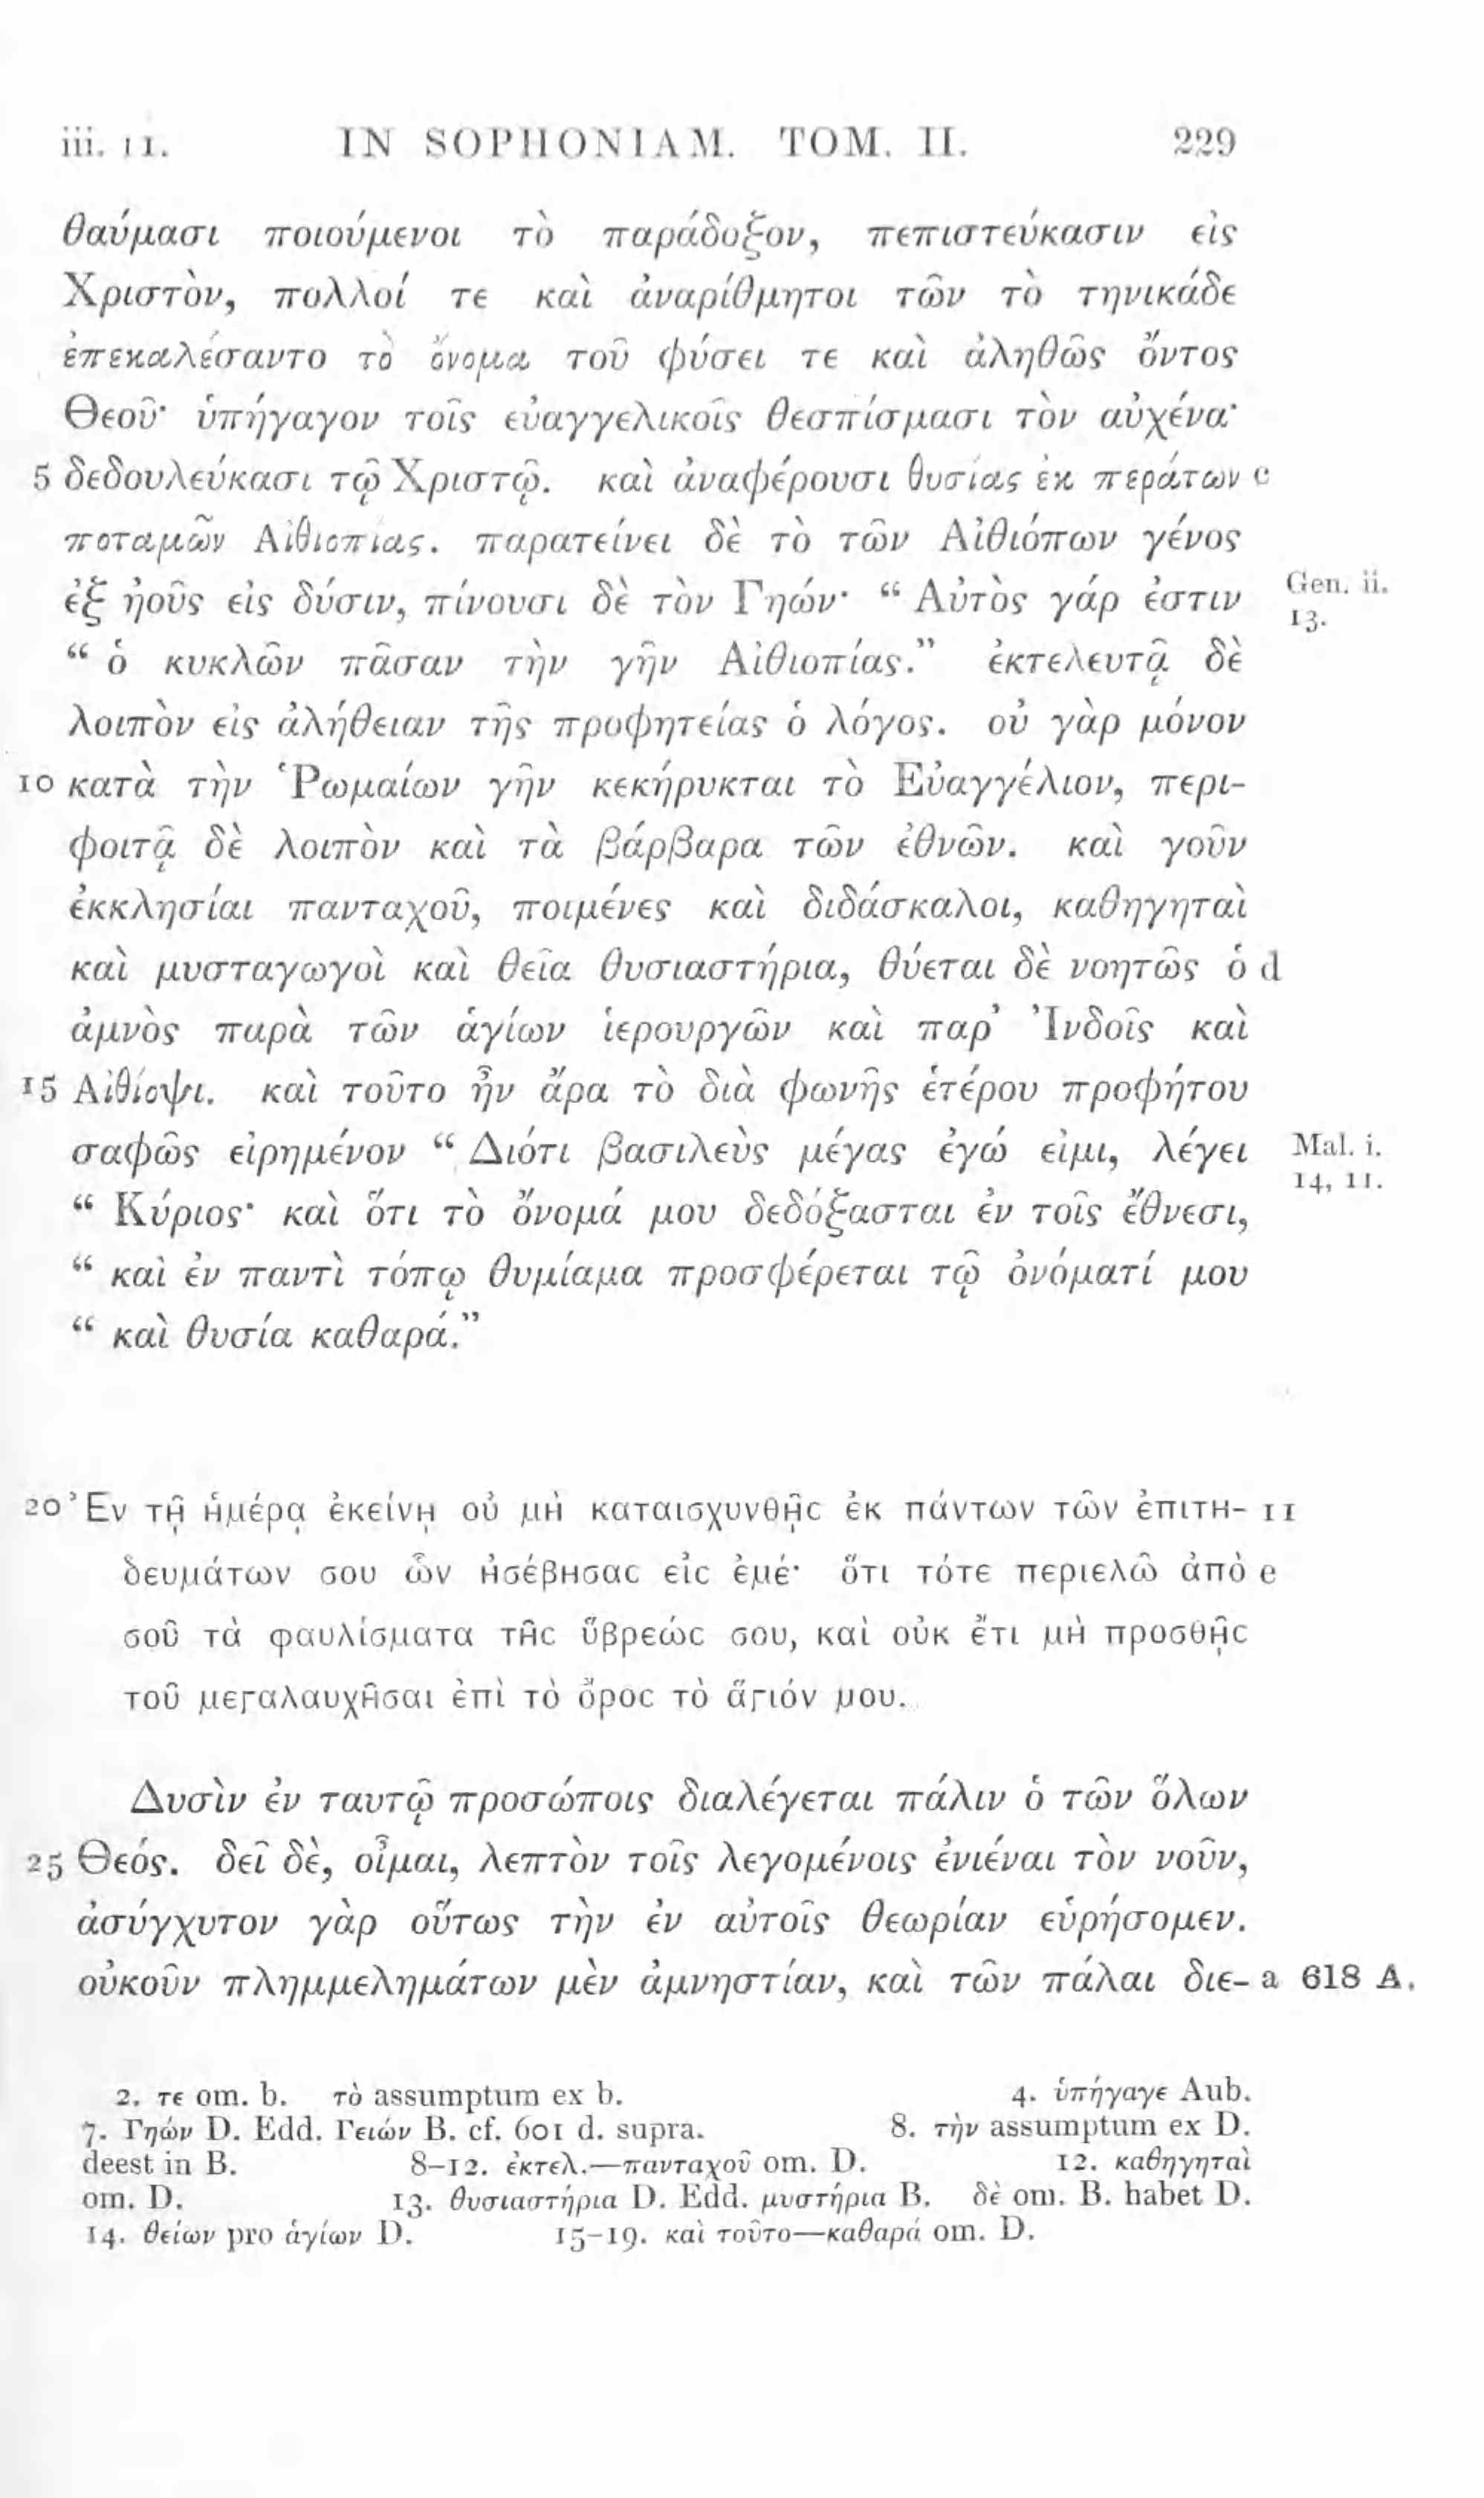 iii. 11. IN SOPHONIAM. TOM. II. 229
θαύμασι ποιούμενοι τὸ παράδοξον, πεπιστεύκασιν εἰς
Χριστὸν, πολλοί τε καὶ ἀναρίθμητοι τῶν τὸ τηνικάδε
ἐπεκαλέσαντο τὸ ὄνομα τοῦ φύσει τε καὶ ἀληθῶς ὄντος
Θεοῦ· ὑπήγαγον τοῖς εὐαγγελικοῖς θεσπίσμασι τὸν αὐχένα·
5 δεδουλεύκασι τῷ Χριστῷ. καὶ ἀναφέρουσι θυσίας ἐκ περάτων c
ποταμῶν Αἰθιοπίας. παρατείνει δὲ τὸ τῶν Αἰθιόπων γένος
ἐξ ἠοῦς εἰς δύσιν, πίνουσι δὲ τὸν Γηών· “ Αὐτὸς γάρ ἐστιν Gen. ii. 13.
“ ὁ κυκλῶν πᾶσαν τὴν γῆν Αἰθιοπίας.” ἐκτελευτᾷ δὲ
λοιπὸν εἰς ἀλήθειαν τῆς προφητείας ὁ λόγος. οὐ γὰρ μόνον
10 κατὰ τὴν Ῥωμαίων γῆν κεκήρυκται τὸ Εὐαγγέλιον, περι-
φοιτᾷ δὲ λοιπὸν καὶ τὰ βάρβαρα τῶν ἐθνῶν. καὶ γοῦν
ἐκκλησίαι πανταχοῦ, ποιμένες καὶ διδάσκαλοι, καθηγηταὶ
καὶ μυσταγωγοὶ καὶ θεῖα θυσιαστήρια, θύεται δὲ νοητῶς ὁ d
ἀμνὸς παρὰ τῶν ἁγίων ἱερουργῶν καὶ παρ’ Ἰνδοῖς καὶ
15 Αἰθίοψι. καὶ τοῦτο ἦν ἄρα τὸ διὰ φωνῆς ἑτέρου προφήτου
σαφῶς εἰρημένον “ Διότι βασιλεὺς μέγας ἐγώ εἰμι, λέγει Mal. i. 14, 11.
“ Κύριος· καὶ ὅτι τὸ ὄνομά μου δεδόξασται ἐν τοῖς ἔθνεσι,
“ καὶ ἐν παντὶ τόπῳ θυμίαμα προσφέρεται τῷ ὀνόματί μου
“ καὶ θυσία καθαρά.”
20 Ἐν τῇ ἡμέρᾳ ἐκείνῃ οὐ μὴ καταισχυνθῇς ἐκ πάντων τῶν ἐπιτη- 11
δευμάτων σου ὧν ἠσέβησας εἰς ἐμέ· ὅτι τότε περιελῶ ἀπὸ e
σοῦ τὰ φαυλίσματα τῆς ὕβρεώς σου, καὶ οὐκ ἔτι μὴ προσθῇς
τοῦ μεγαλαυχῆσαι ἐπὶ τὸ ὄρος τὸ ἅγιόν μου.
Δυσὶν ἐν ταυτῷ προσώποις διαλέγεται πάλιν ὁ τῶν ὅλων
25 Θεός. δεῖ δὲ, οἶμαι, λεπτὸν τοῖς λεγομένοις ἐνιέναι τὸν νοῦν,
ἀσύγχυτον γὰρ οὕτως τὴν ἐν αὐτοῖς θεωρίαν εὑρήσομεν.
οὐκοῦν πλημμελημάτων μὲν ἀμνηστίαν, καὶ τῶν πάλαι διε- a 618 A.
2. τε om. b. τὸ assumptum ex b. 4. ὑπήγαγε Aub.
7. Γηών D. Edd. Γειών B. cf. 601 d. supra. 8. τὴν assumptum ex D.
deest in B. 8–12. ἐκτελ.—πανταχοῦ om. D. 12. καθηγηταὶ
om. D. 13. θυσιαστήρια D. Edd. μυστήρια B. δὲ om. B. habet D.
14. θείων pro ἁγίων D. 15–19. καὶ τοῦτο—καθαρά om. D.